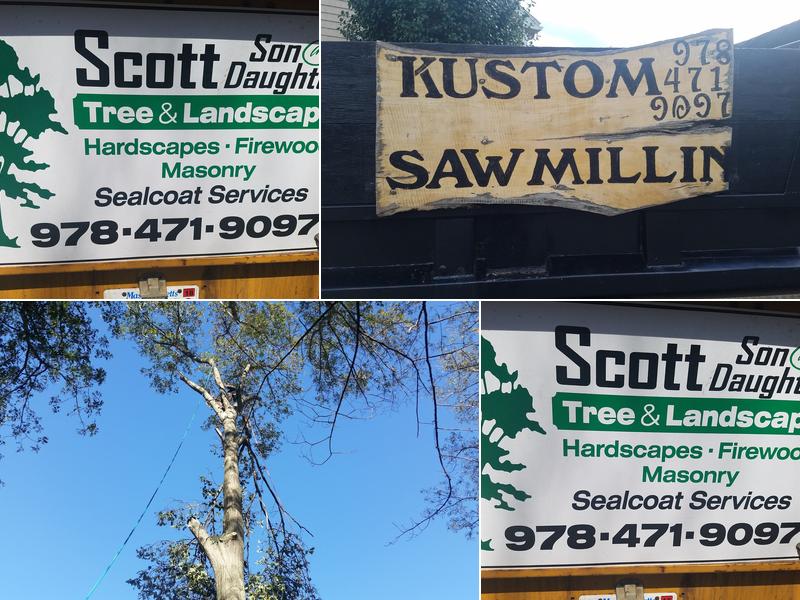 Scott Son
Daught
Tree & Landscap
Hardscapes · Firewoo
Masonry
Sealcoat Services
978·471·9097
KUSTOM 978
471
9097
SAWMILLIN
Scott Son
Daught
Tree & Landscap
Hardscapes · Firewoo
Masonry
Sealcoat Services
978·471·9097